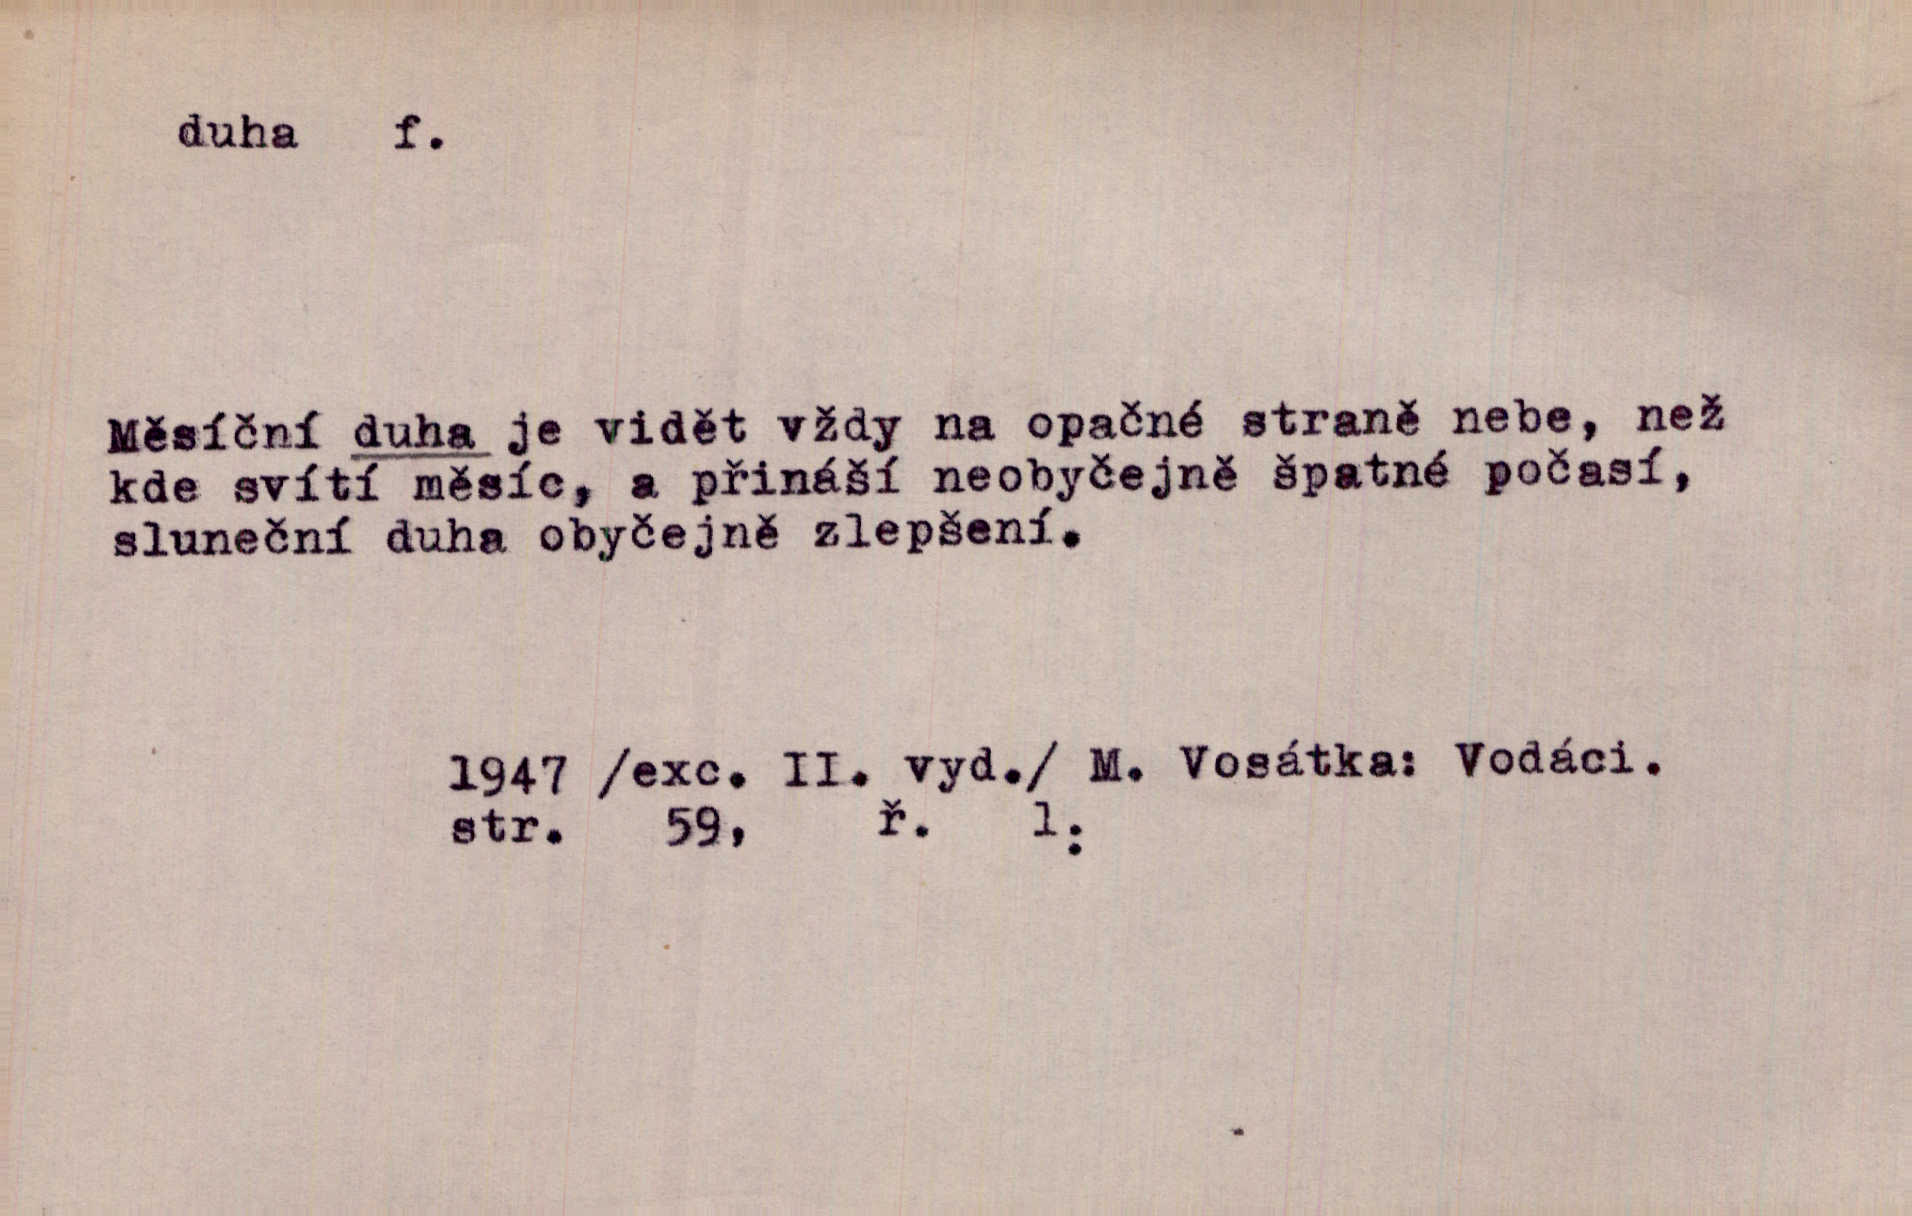 duha f.
Měsíční duha je vidět vždy na opačné straně nebe, než
kde svítí měsíc, a přináší neobyčejně špatné počasí,
sluneční duha obyčejně zlepšení.
1947 /exc. II. vyd./ M. Vosátka: Vodáci.
str. 59, ř. l.